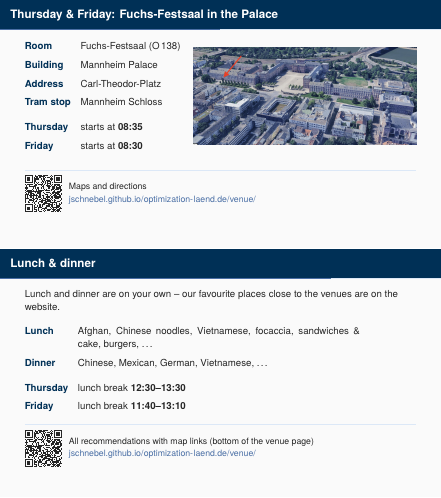 Thursday & Friday: Fuchs-Festsaal in the Palace
Room Fuchs-Festsaal (O 138)
Building Mannheim Palace
Address Carl-Theodor-Platz
Tram stop Mannheim Schloss
Thursday starts at 08:35
Friday starts at 08:30
Maps and directions
jschnebel.github.io/optimization-laend.de/venue/
Lunch & dinner
Lunch and dinner are on your own – our favourite places close to the venues are on the
website.
Lunch Afghan, Chinese noodles, Vietnamese, focaccia, sandwiches &
cake, burgers, ...
Dinner Chinese, Mexican, German, Vietnamese, ...
Thursday lunch break 12:30–13:30
Friday lunch break 11:40–13:10
All recommendations with map links (bottom of the venue page)
jschnebel.github.io/optimization-laend.de/venue/